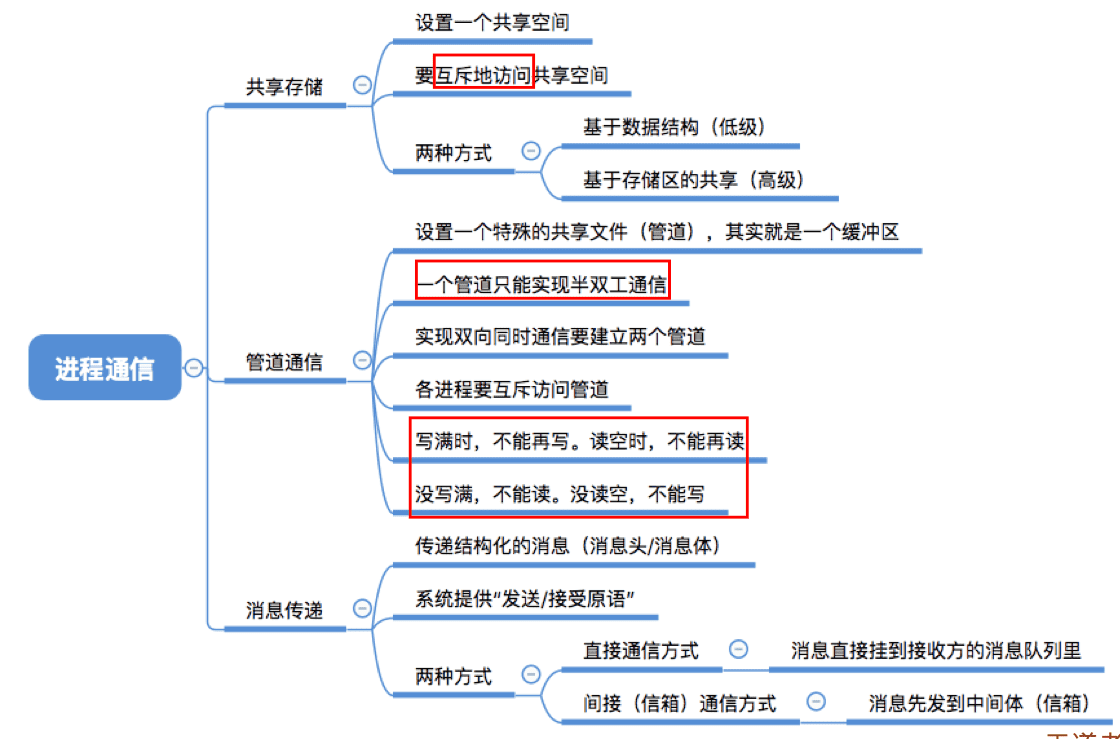 进程通信
共享存储
设置一个共享空间
要互斥地访问共享空间
两种方式
基于数据结构（低级）
基于存储区的共享（高级）
管道通信
设置一个特殊的共享文件（管道），其实就是一个缓冲区
一个管道只能实现半双工通信
实现双向同时通信要建立两个管道
各进程要互斥访问管道
写满时，不能再写。读空时，不能再读
没写满，不能读。没读空，不能写
消息传递
传递结构化的消息（消息头/消息体）
系统提供“发送/接受原语”
两种方式
直接通信方式
消息直接挂到接收方的消息队列里
间接（信箱）通信方式
消息先发到中间体（信箱）